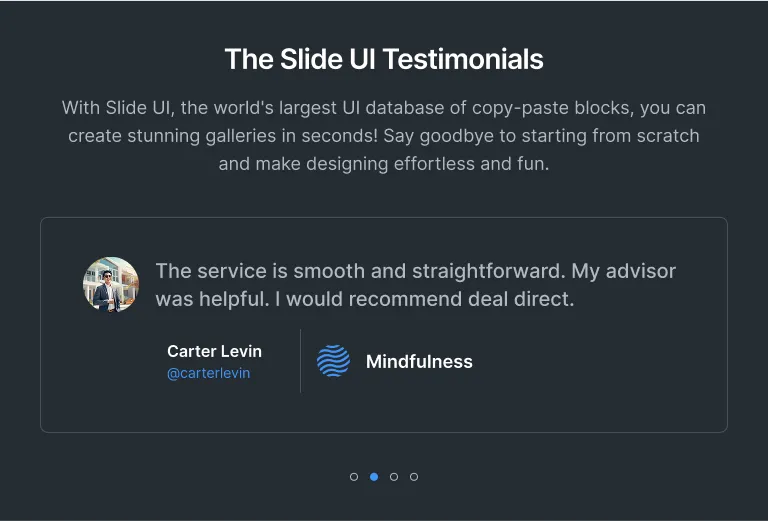 The Slide UI Testimonials
With Slide UI, the world's largest UI database of copy-paste blocks, you can
create stunning galleries in seconds! Say goodbye to starting from scratch
and make designing effortless and fun.
The service is smooth and straightforward. My advisor
was helpful. I would recommend deal direct.
Carter Levin
@carterlevin
Mindfulness